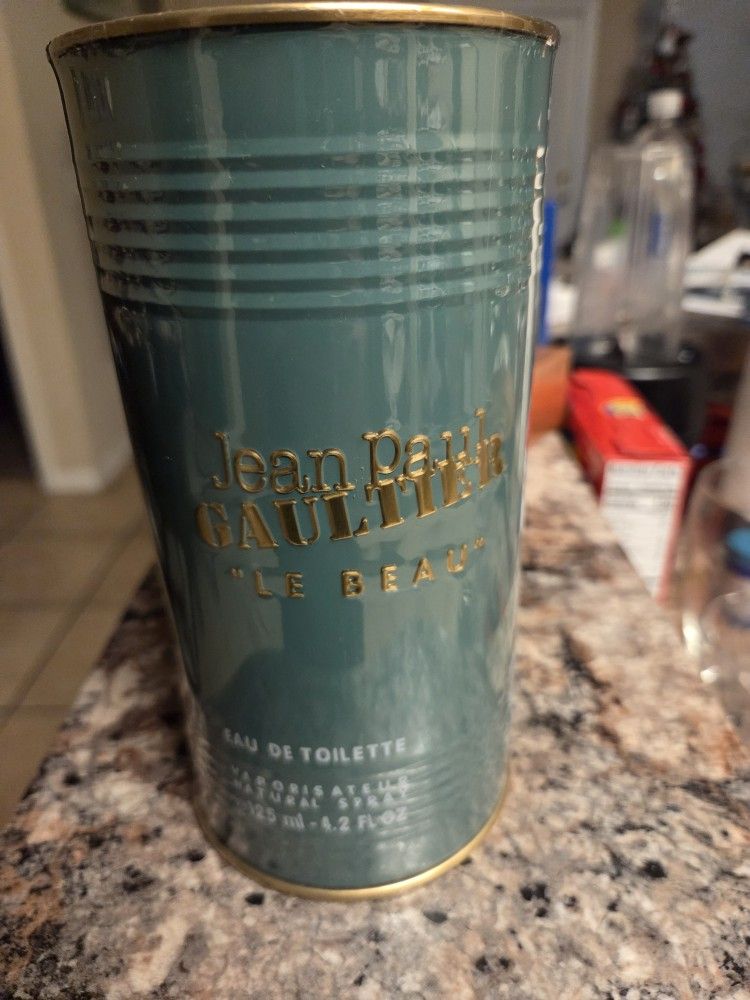 Jean Paul
GAULTIER
"LE BEAU"
EAU DE TOILETTE
VAPORISATEUR
NATURAL SPRAY
125 ml - 4.2 FL OZ